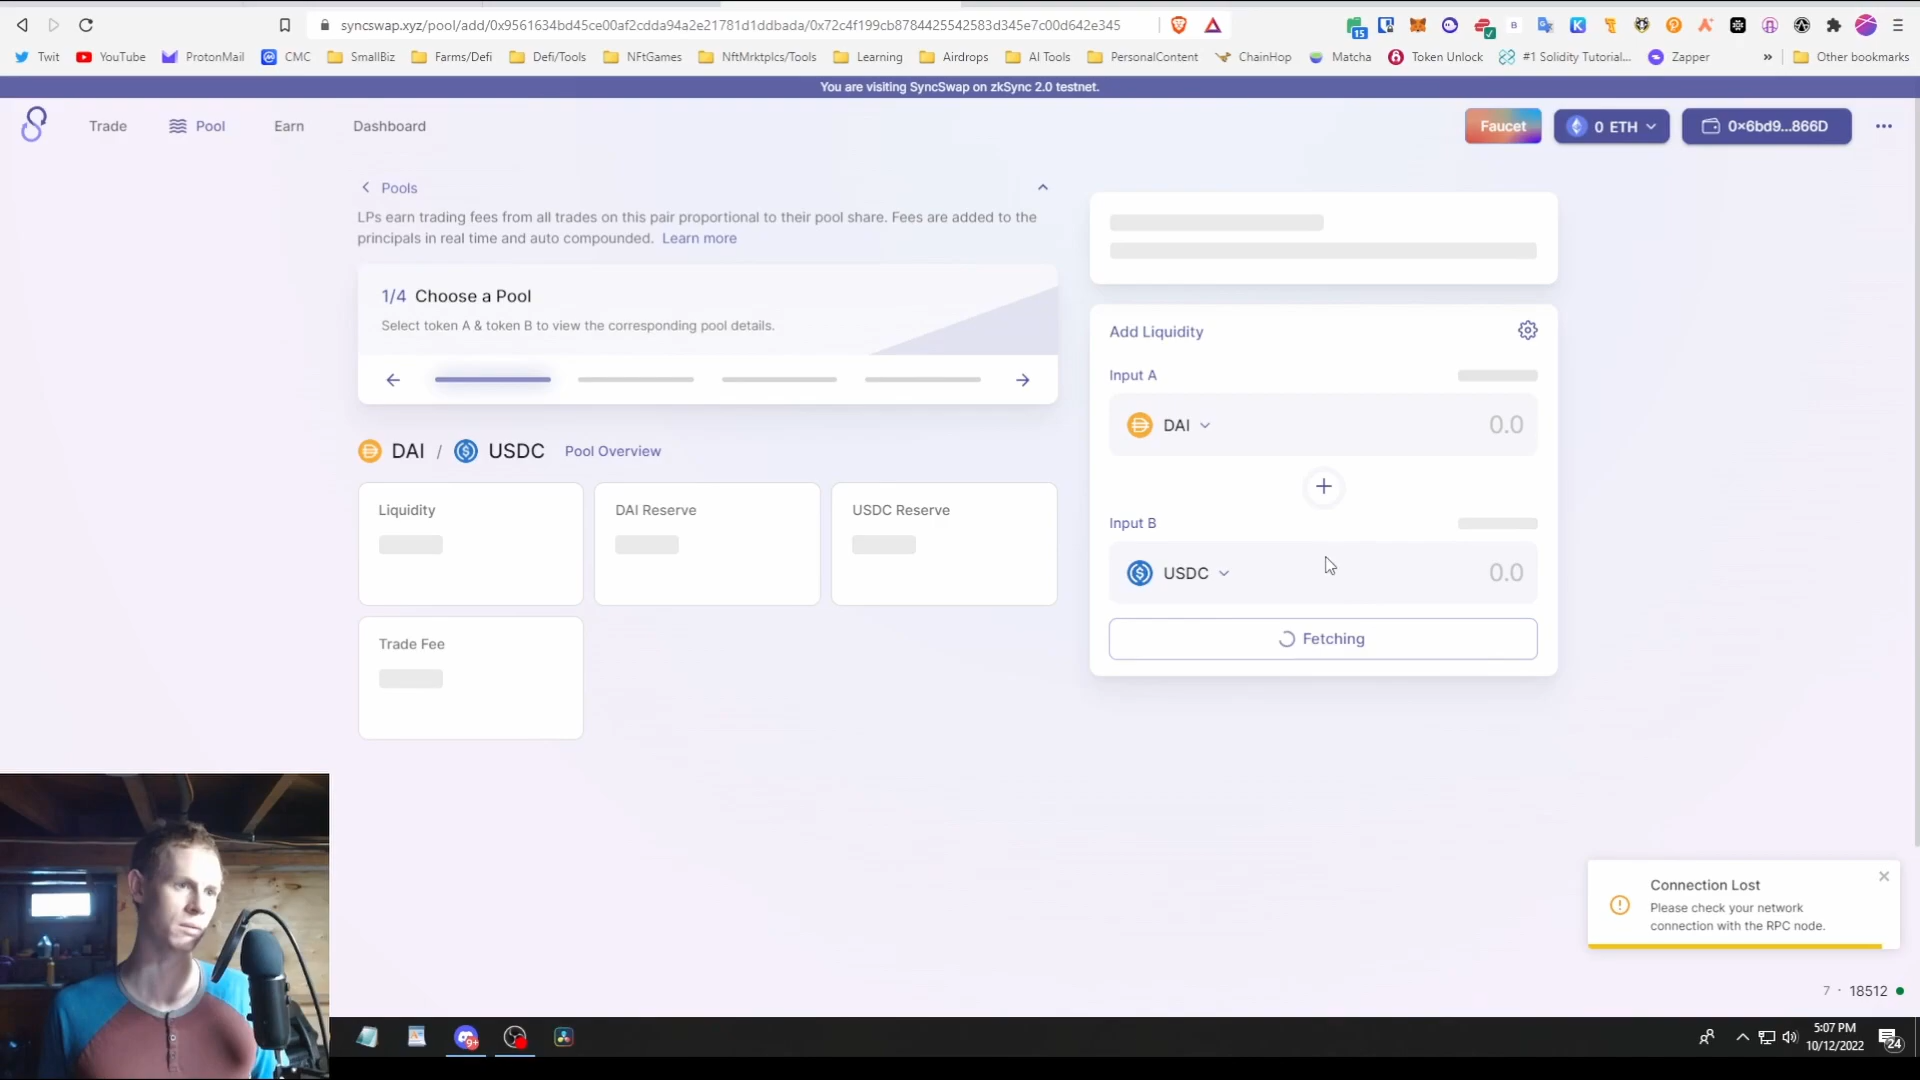 syncswap.xyz/pool/add/0x9561634bd45ce00af2cdda94a2e21781d1ddbada/0x72c4f199cb8784425542583d345e7c00d642e345
15
B
Twit
YouTube
ProtonMail
CMC
SmallBiz
Farms/Defi
Defi/Tools
NFtGames
NftMrktplcs/Tools
Learning
Airdrops
AI Tools
PersonalContent
ChainHop
Matcha
Token Unlock
#1 Solidity Tutorial...
Zapper
»
Other bookmarks
You are visiting SyncSwap on zkSync 2.0 testnet.
Trade
Pool
Earn
Dashboard
Faucet
0 ETH
0×6bd9...866D
Pools
LPs earn trading fees from all trades on this pair proportional to their pool share. Fees are added to the
principals in real time and auto compounded. Learn more
1/4 Choose a Pool
Select token A & token B to view the corresponding pool details.
DAI / USDC Pool Overview
Liquidity
DAI Reserve
USDC Reserve
Trade Fee
Add Liquidity
Input A
DAI
0.0
+
Input B
USDC
0.0
Fetching
Connection Lost
Please check your network
connection with the RPC node.
7 · 18512
9+
5:07 PM
10/12/2022
24